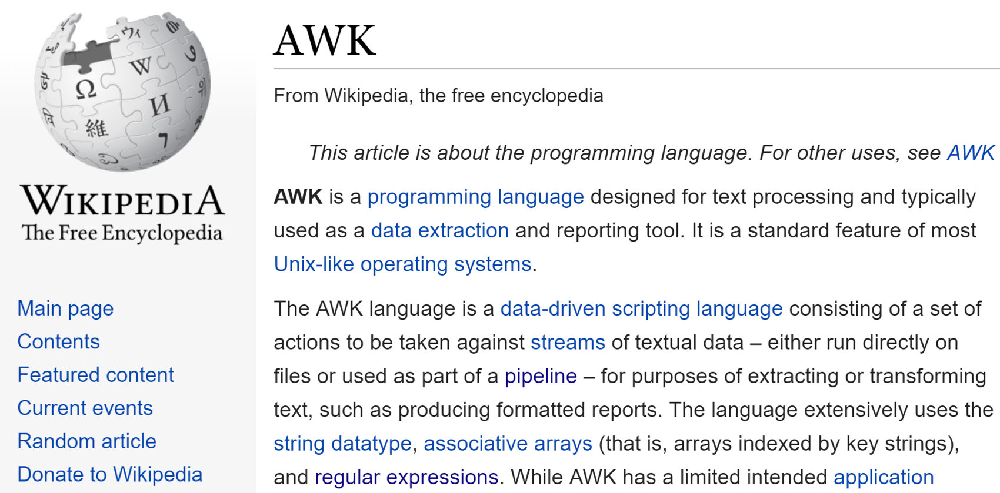 AWK
From Wikipedia, the free encyclopedia
This article is about the programming language. For other uses, see AWK
AWK is a programming language designed for text processing and typically
used as a data extraction and reporting tool. It is a standard feature of most
Unix-like operating systems.
The AWK language is a data-driven scripting language consisting of a set of
actions to be taken against streams of textual data – either run directly on
files or used as part of a pipeline – for purposes of extracting or transforming
text, such as producing formatted reports. The language extensively uses the
string datatype, associative arrays (that is, arrays indexed by key strings),
and regular expressions. While AWK has a limited intended application
ウィ
W
Ω
И
維
WIKIPEDIA
The Free Encyclopedia
Main page
Contents
Featured content
Current events
Random article
Donate to Wikipedia